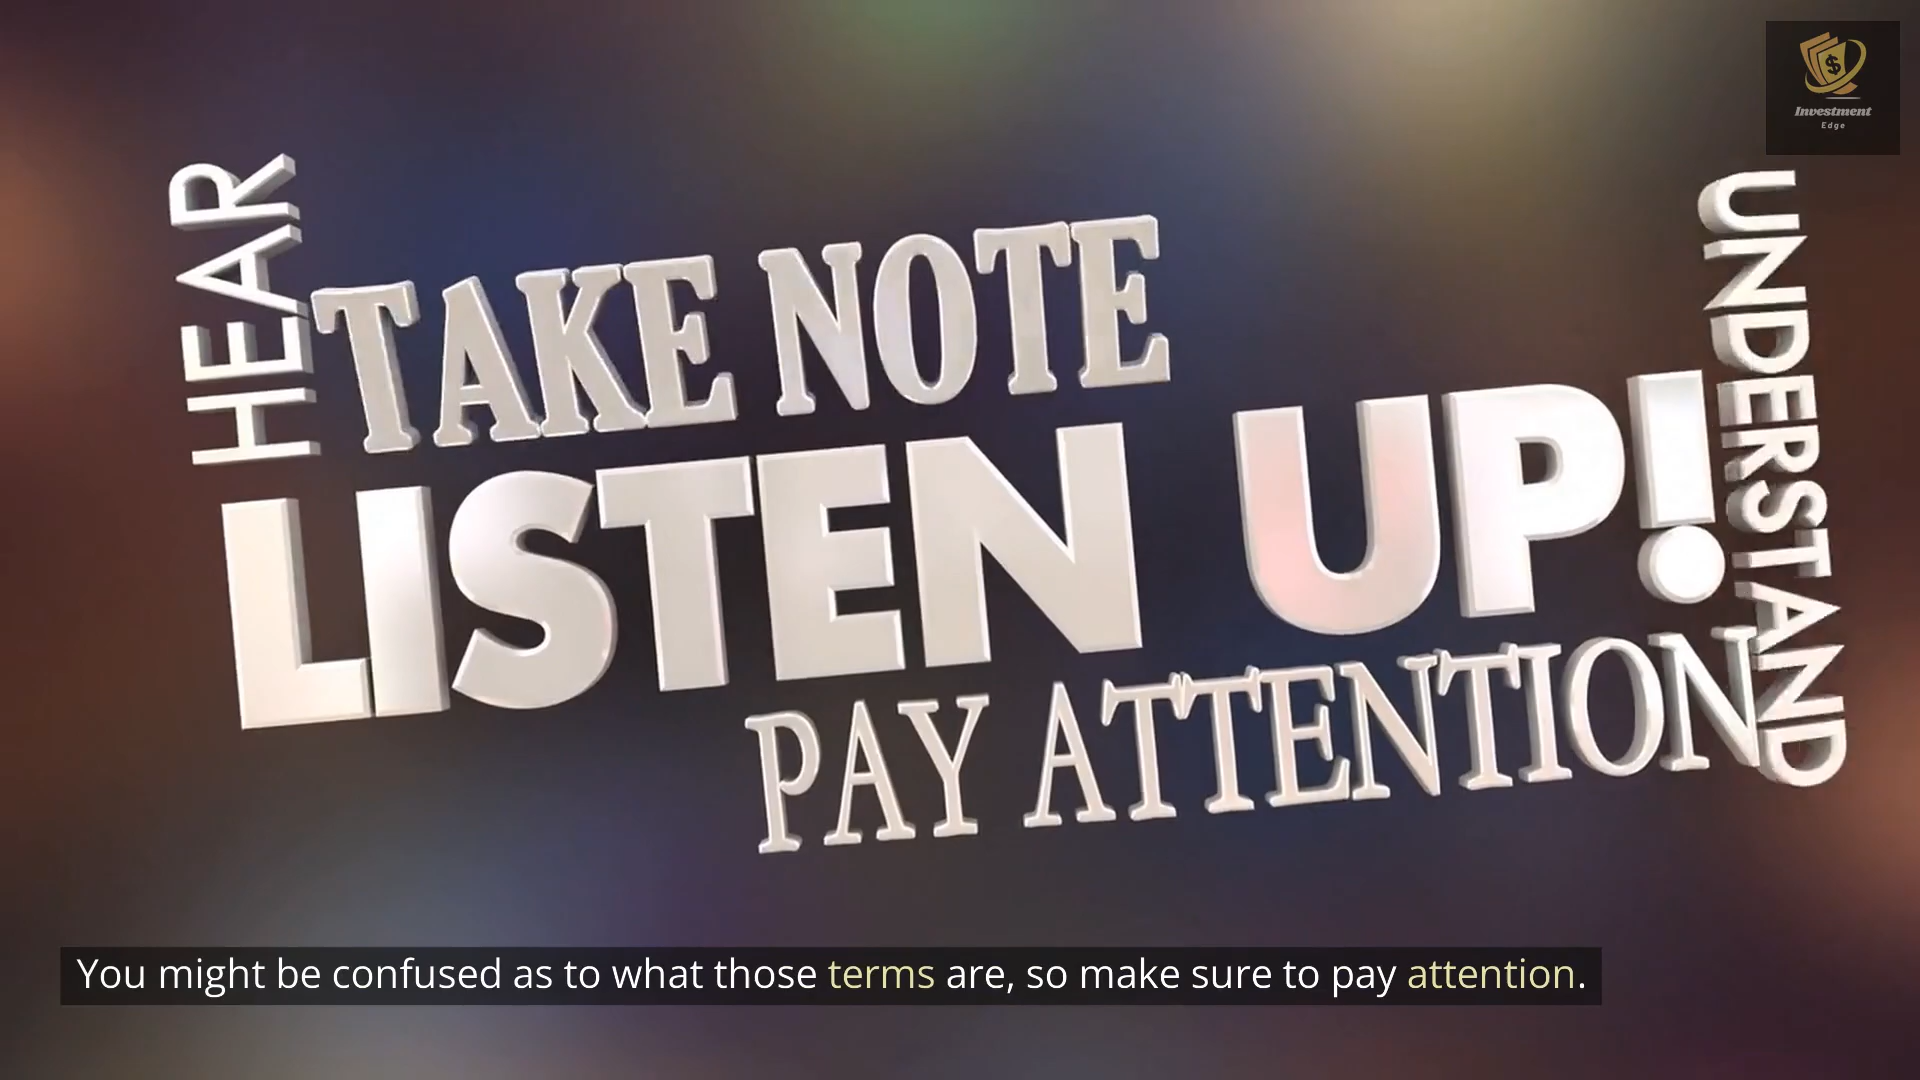 Investment
Edge
HEAR
TAKE NOTE
LISTEN UP!
PAY ATTENTION
UNDERSTAND
You might be confused as to what those terms are, so make sure to pay attention.